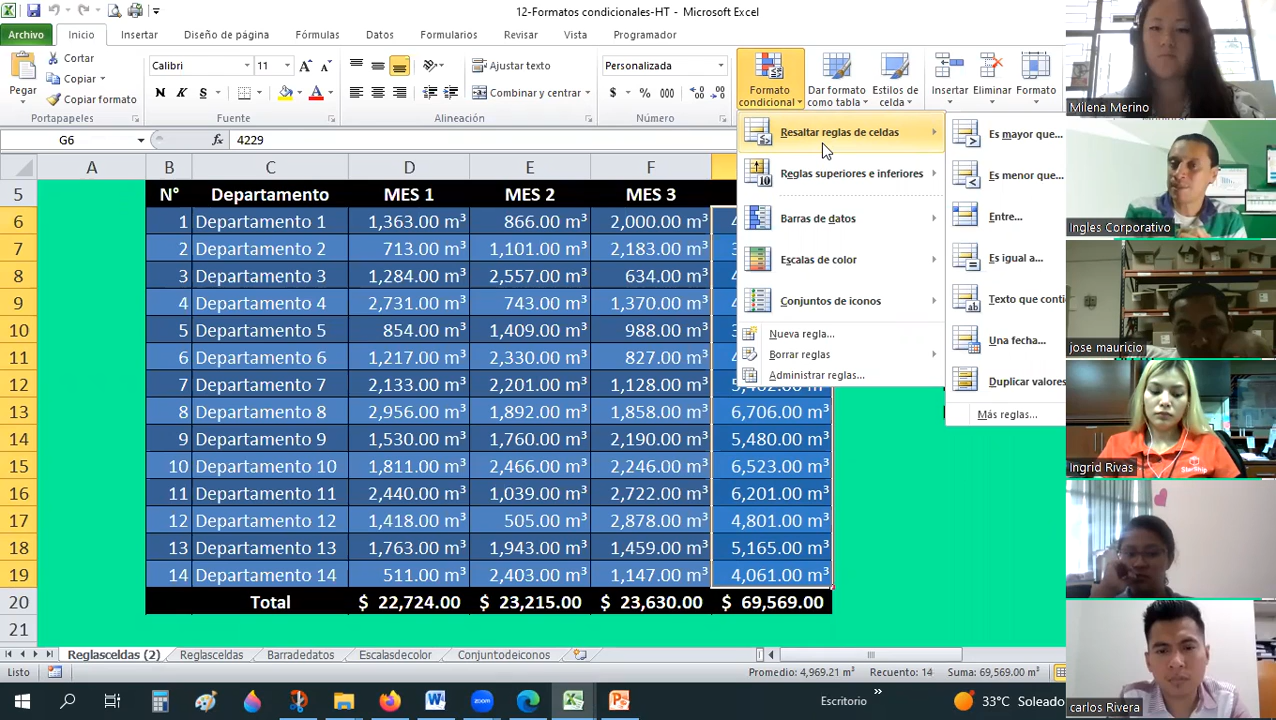 12-Formatos condicionales-HT - Microsoft Excel
Archivo Inicio Insertar Diseño de página Fórmulas Datos Revisar Vista Programador
Pegar
Cortar
Copiar
Copiar formato
Portapapeles
Calibri 11
N K S
Fuente
Ajustar texto
Combinar y centrar
Alineación
Personalizada
$ % 000
Número
Formato condicional
Dar formato como tabla
Estilos de celda
Insertar
Eliminar
Formato
Resaltar reglas de celdas
Reglas superiores e inferiores
Barras de datos
Escalas de color
Conjuntos de iconos
Nueva regla...
Borrar reglas
Administrar reglas...
Es mayor que...
Es menor que...
Entre...
Es igual a...
Texto que conti
Una fecha...
Duplicar valores
Más reglas...
G6 fx 4229
A B C D E F
5 N° Departamento MES 1 MES 2 MES 3
6 1 Departamento 1 1,363.00 m³ 866.00 m³ 2,000.00 m³
7 2 Departamento 2 713.00 m³ 1,101.00 m³ 2,183.00 m³
8 3 Departamento 3 1,284.00 m³ 2,557.00 m³ 634.00 m³
9 4 Departamento 4 2,731.00 m³ 743.00 m³ 1,370.00 m³
10 5 Departamento 5 854.00 m³ 1,409.00 m³ 988.00 m³
11 6 Departamento 6 2,217.00 m³ 2,330.00 m³ 827.00 m³
12 7 Departamento 7 2,133.00 m³ 2,201.00 m³ 1,128.00 m³
13 8 Departamento 8 2,956.00 m³ 1,892.00 m³ 1,858.00 m³ 6,706.00 m³
14 9 Departamento 9 1,530.00 m³ 1,760.00 m³ 2,190.00 m³ 5,480.00 m³
15 10 Departamento 10 1,811.00 m³ 2,466.00 m³ 2,246.00 m³ 6,523.00 m³
16 11 Departamento 11 2,440.00 m³ 1,039.00 m³ 2,722.00 m³ 6,201.00 m³
17 12 Departamento 12 1,418.00 m³ 505.00 m³ 2,878.00 m³ 4,801.00 m³
18 13 Departamento 13 1,763.00 m³ 1,943.00 m³ 1,459.00 m³ 5,165.00 m³
19 14 Departamento 14 511.00 m³ 2,403.00 m³ 1,147.00 m³ 4,061.00 m³
20 Total $ 22,724.00 $ 23,215.00 $ 23,630.00 $ 69,569.00
21
Reglasceldas (2) Reglasceldas Barradedatos Escalasdecolor Conjuntodeiconos
Listo Promedio: 4,969.21 m³ Recuento: 14 Suma: 69,569.00 m³
Escritorio » 33°C Soleado
Milena Merino
Ingles Corporativo
jose mauricio
Ingrid Rivas
StarShip
carlos Rivera